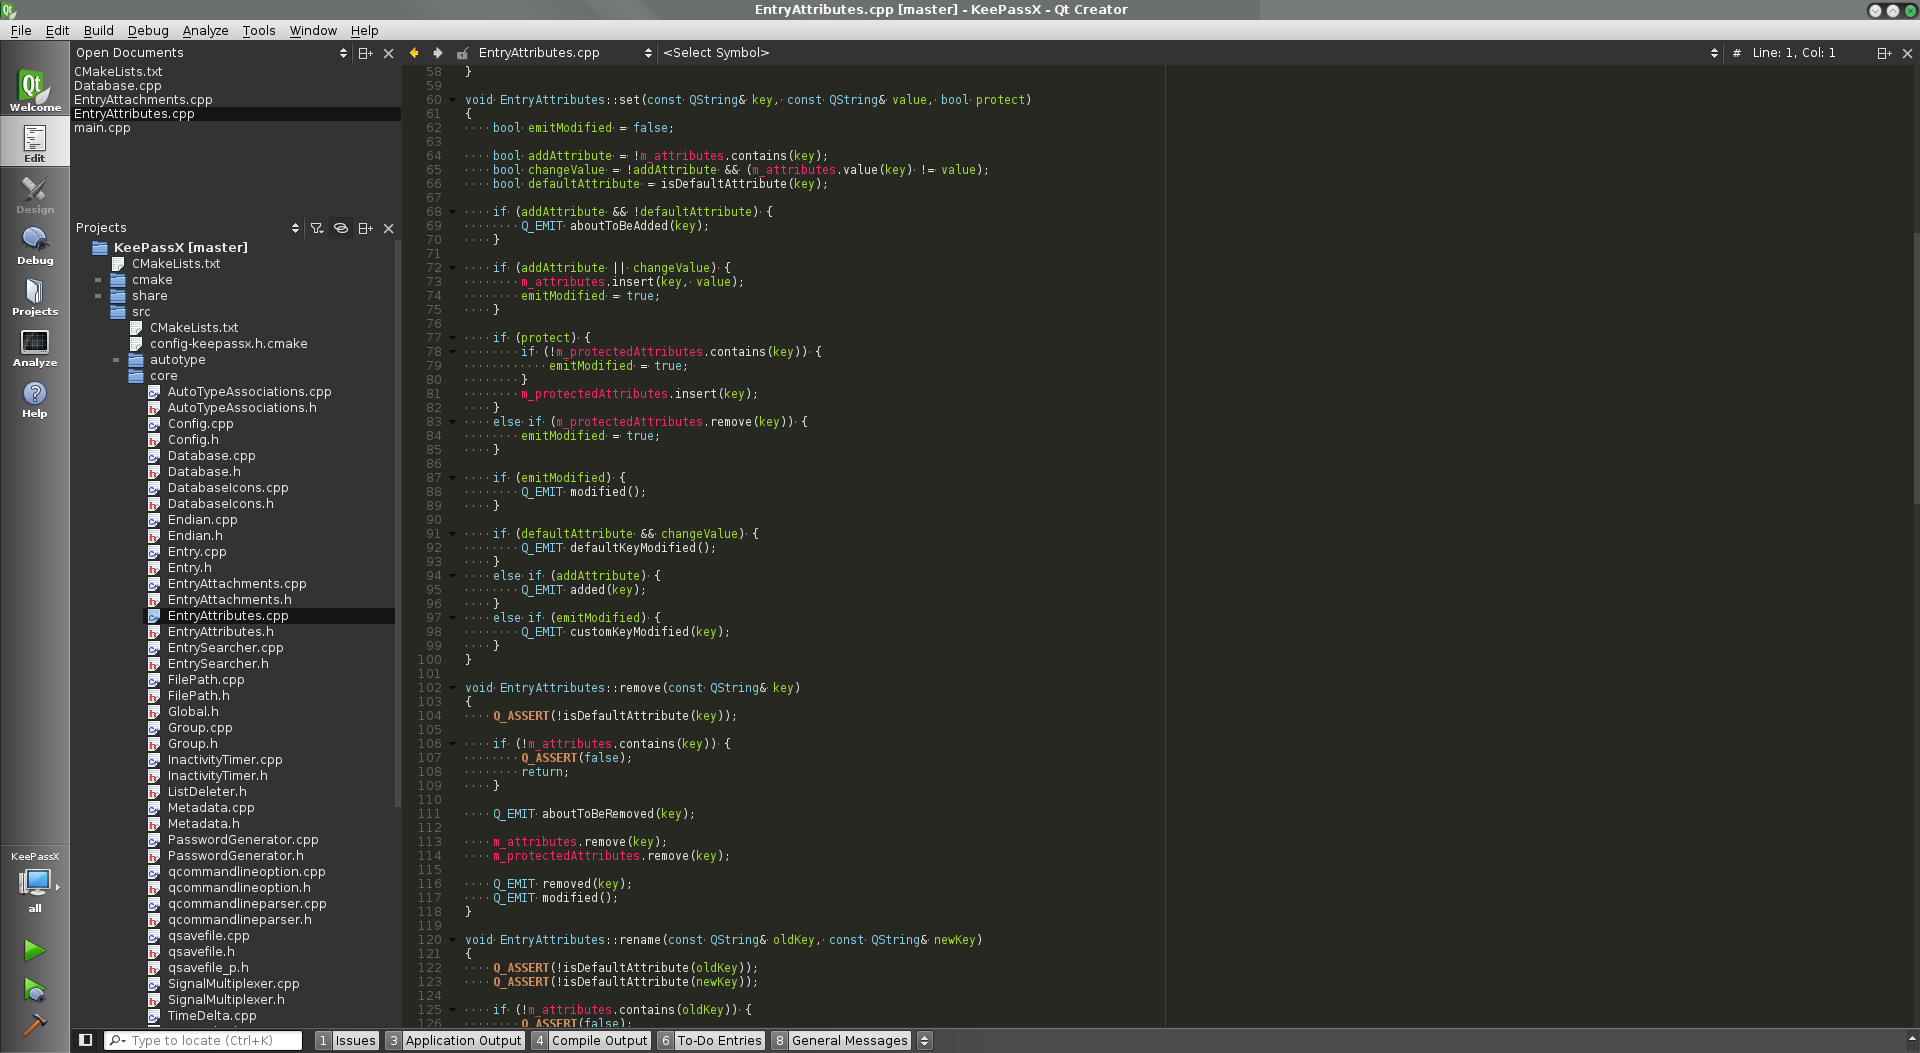 EntryAttributes.cpp [master] - KeePassX - Qt Creator
File Edit Build Debug Analyze Tools Window Help
Open Documents
CMakeLists.txt
Database.cpp
EntryAttachments.cpp
EntryAttributes.cpp
main.cpp
Qt
Welcome
Edit
Design
Debug
Projects
Analyze
Help
KeePassX
all
Projects
KeePassX [master]
CMakeLists.txt
cmake
share
src
CMakeLists.txt
config-keepassx.h.cmake
autotype
core
AutoTypeAssociations.cpp
AutoTypeAssociations.h
Config.cpp
Config.h
Database.cpp
Database.h
DatabaseIcons.cpp
DatabaseIcons.h
Endian.cpp
Endian.h
Entry.cpp
Entry.h
EntryAttachments.cpp
EntryAttachments.h
EntryAttributes.cpp
EntryAttributes.h
EntrySearcher.cpp
EntrySearcher.h
FilePath.cpp
FilePath.h
Global.h
Group.cpp
Group.h
InactivityTimer.cpp
InactivityTimer.h
ListDeleter.h
Metadata.cpp
Metadata.h
PasswordGenerator.cpp
PasswordGenerator.h
qcommandlineoption.cpp
qcommandlineoption.h
qcommandlineparser.cpp
qcommandlineparser.h
qsavefile.cpp
qsavefile.h
qsavefile_p.h
SignalMultiplexer.cpp
SignalMultiplexer.h
TimeDelta.cpp
EntryAttributes.cpp <Select Symbol> # Line: 1, Col: 1
58 }
59
60 void EntryAttributes::set(const QString& key, const QString& value, bool protect)
61 {
62 bool emitModified = false;
63
64 bool addAttribute = !m_attributes.contains(key);
65 bool changeValue = !addAttribute && (m_attributes.value(key) != value);
66 bool defaultAttribute = isDefaultAttribute(key);
67
68 if (addAttribute && !defaultAttribute) {
69 Q_EMIT aboutToBeAdded(key);
70 }
71
72 if (addAttribute || changeValue) {
73 m_attributes.insert(key, value);
74 emitModified = true;
75 }
76
77 if (protect) {
78 if (!m_protectedAttributes.contains(key)) {
79 emitModified = true;
80 }
81 m_protectedAttributes.insert(key);
82 }
83 else if (m_protectedAttributes.remove(key)) {
84 emitModified = true;
85 }
86
87 if (emitModified) {
88 Q_EMIT modified();
89 }
90
91 if (defaultAttribute && changeValue) {
92 Q_EMIT defaultKeyModified();
93 }
94 else if (addAttribute) {
95 Q_EMIT added(key);
96 }
97 else if (emitModified) {
98 Q_EMIT customKeyModified(key);
99 }
100 }
101
102 void EntryAttributes::remove(const QString& key)
103 {
104 Q_ASSERT(!isDefaultAttribute(key));
105
106 if (!m_attributes.contains(key)) {
107 Q_ASSERT(false);
108 return;
109 }
110
111 Q_EMIT aboutToBeRemoved(key);
112
113 m_attributes.remove(key);
114 m_protectedAttributes.remove(key);
115
116 Q_EMIT removed(key);
117 Q_EMIT modified();
118 }
119
120 void EntryAttributes::rename(const QString& oldKey, const QString& newKey)
121 {
122 Q_ASSERT(!isDefaultAttribute(oldKey));
123 Q_ASSERT(!isDefaultAttribute(newKey));
124
125 if (!m_attributes.contains(oldKey)) {
126 Q_ASSERT(false);
Type to locate (Ctrl+K) 1 Issues 3 Application Output 4 Compile Output 6 To-Do Entries 8 General Messages